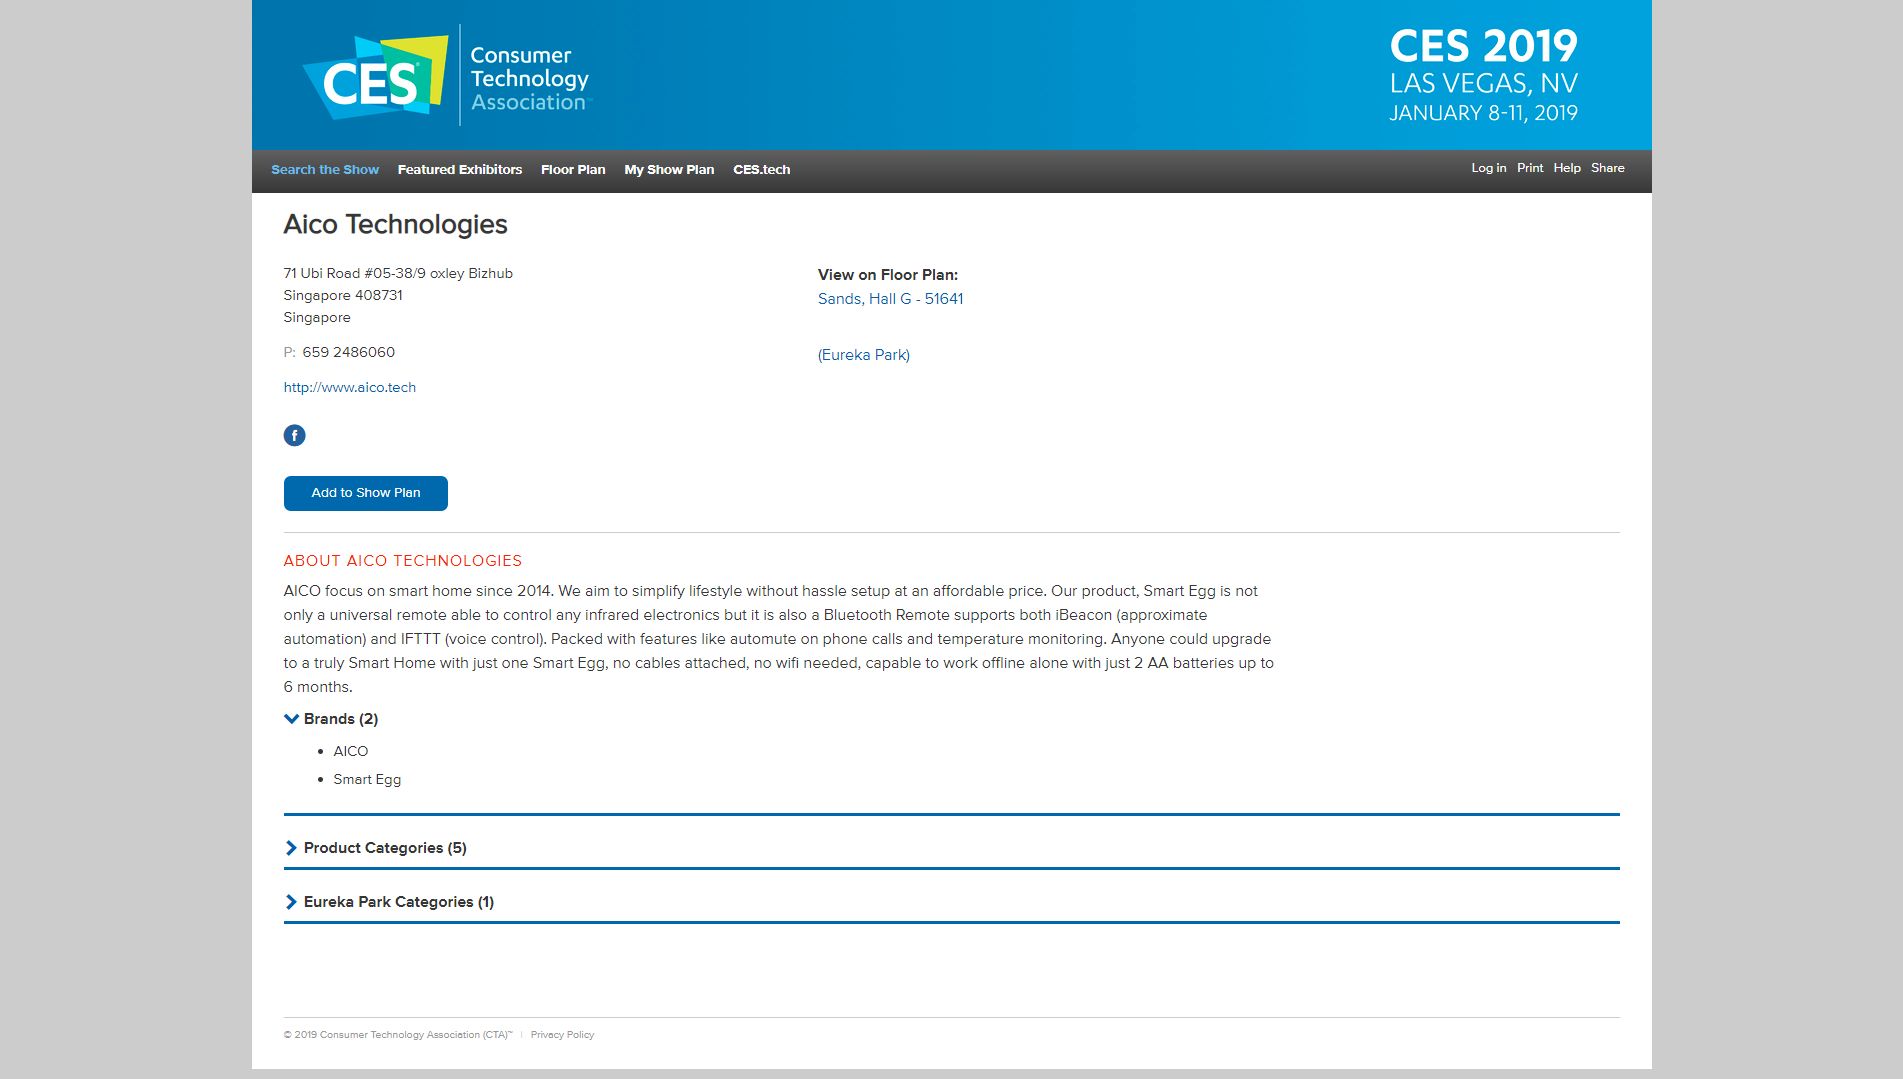 CES
Consumer
Technology
Association™
CES 2019
LAS VEGAS, NV
JANUARY 8-11, 2019
Search the Show Featured Exhibitors Floor Plan My Show Plan CES.tech
Log in Print Help Share
Aico Technologies
71 Ubi Road #05-38/9 oxley Bizhub
Singapore 408731
Singapore
P: 659 2486060
http://www.aico.tech
View on Floor Plan:
Sands, Hall G - 51641
(Eureka Park)
f
Add to Show Plan
ABOUT AICO TECHNOLOGIES
AICO focus on smart home since 2014. We aim to simplify lifestyle without hassle setup at an affordable price. Our product, Smart Egg is not
only a universal remote able to control any infrared electronics but it is also a Bluetooth Remote supports both iBeacon (approximate
automation) and IFTTT (voice control). Packed with features like automute on phone calls and temperature monitoring. Anyone could upgrade
to a truly Smart Home with just one Smart Egg, no cables attached, no wifi needed, capable to work offline alone with just 2 AA batteries up to
6 months.
Brands (2)
• AICO
• Smart Egg
Product Categories (5)
Eureka Park Categories (1)
© 2019 Consumer Technology Association (CTA)™ | Privacy Policy